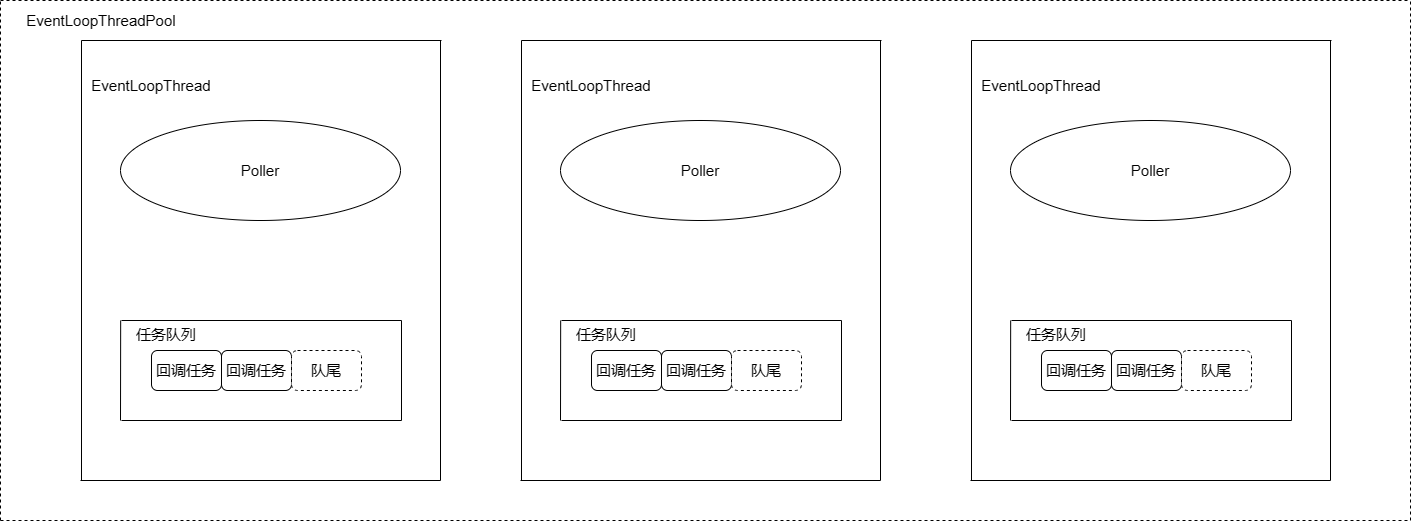 EventLoopThreadPool
EventLoopThread
Poller
任务队列
回调任务 回调任务 队尾
EventLoopThread
Poller
任务队列
回调任务 回调任务 队尾
EventLoopThread
Poller
任务队列
回调任务 回调任务 队尾